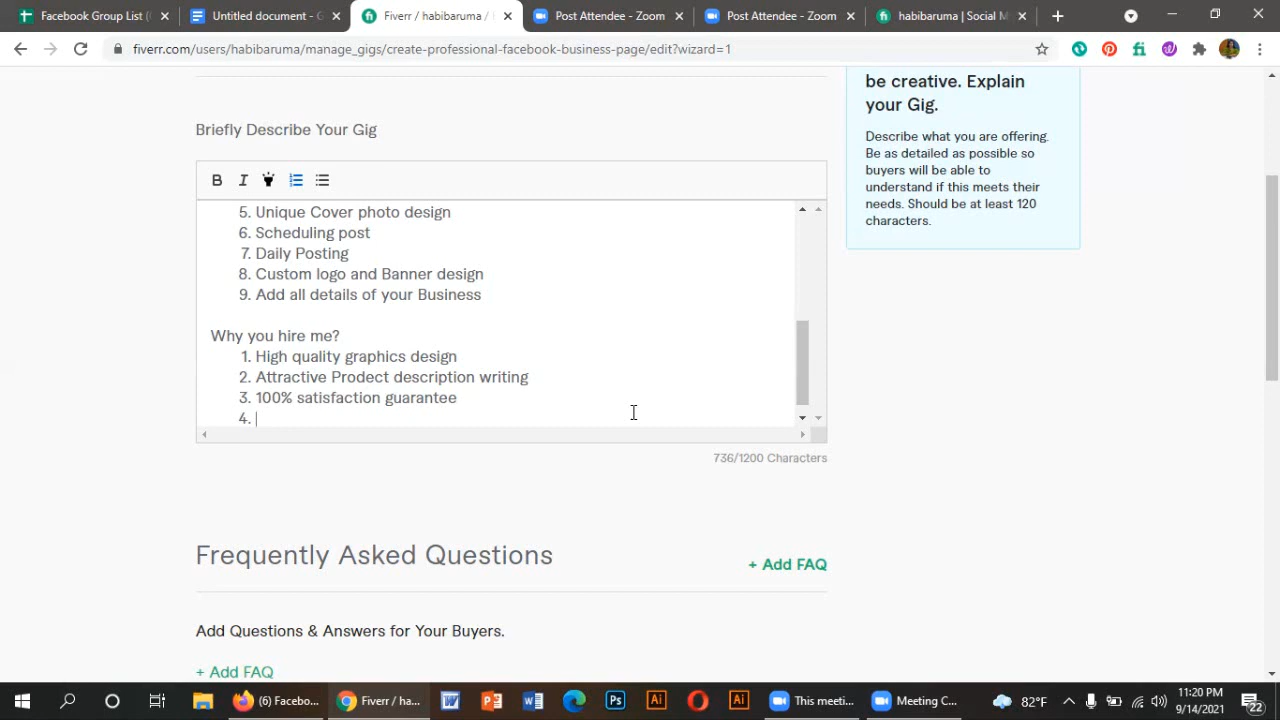 Facebook Group List (
Untitled document - G
Fiverr / habibaruma /
Post Attendee - Zoom
Post Attendee - Zoom
habibaruma | Social M
fiverr.com/users/habibaruma/manage_gigs/create-professional-facebook-business-page/edit?wizard=1
be creative. Explain
your Gig.
Describe what you are offering.
Be as detailed as possible so
buyers will be able to
understand if this meets their
needs. Should be at least 120
characters.
Briefly Describe Your Gig
B I
5. Unique Cover photo design
6. Scheduling post
7. Daily Posting
8. Custom logo and Banner design
9. Add all details of your Business
Why you hire me?
1. High quality graphics design
2. Attractive Prodect description writing
3. 100% satisfaction guarantee
4.
736/1200 Characters
Frequently Asked Questions
+ Add FAQ
Add Questions & Answers for Your Buyers.
+ Add FAQ
(6) Facebo...
Fiverr / ha...
Ps
Ai
Ai
This meeti...
Meeting C...
82°F
11:20 PM
9/14/2021
22